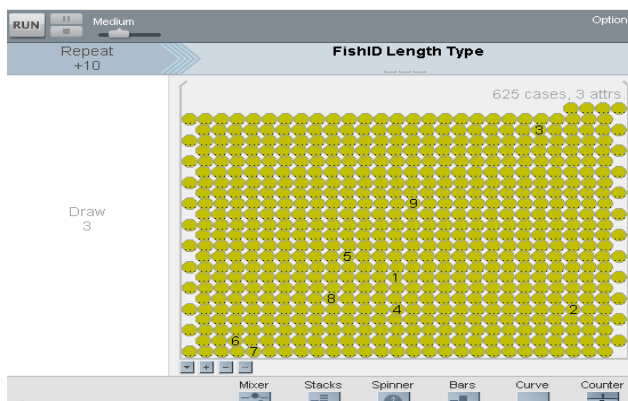 RUN Medium Option
Repeat
+10
FishID Length Type
625 cases, 3 attrs.
3
9
Draw
3
5
1
8
4
2
6
7
Mixer Stacks Spinner Bars Curve Counter